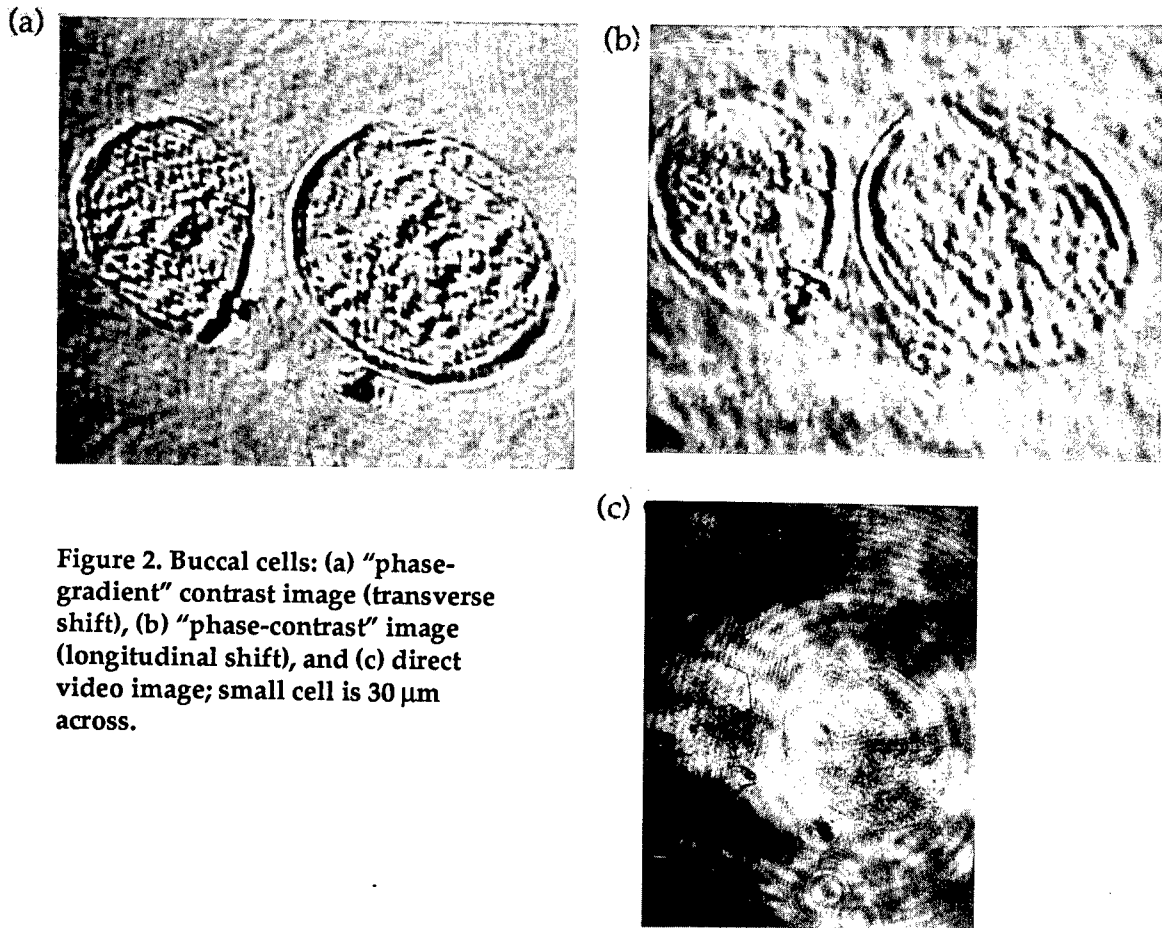 (a)
(b)
(c)
Figure 2. Buccal cells: (a) "phase-
gradient" contrast image (transverse
shift), (b) "phase-contrast" image
(longitudinal shift), and (c) direct
video image; small cell is 30 μm
across.